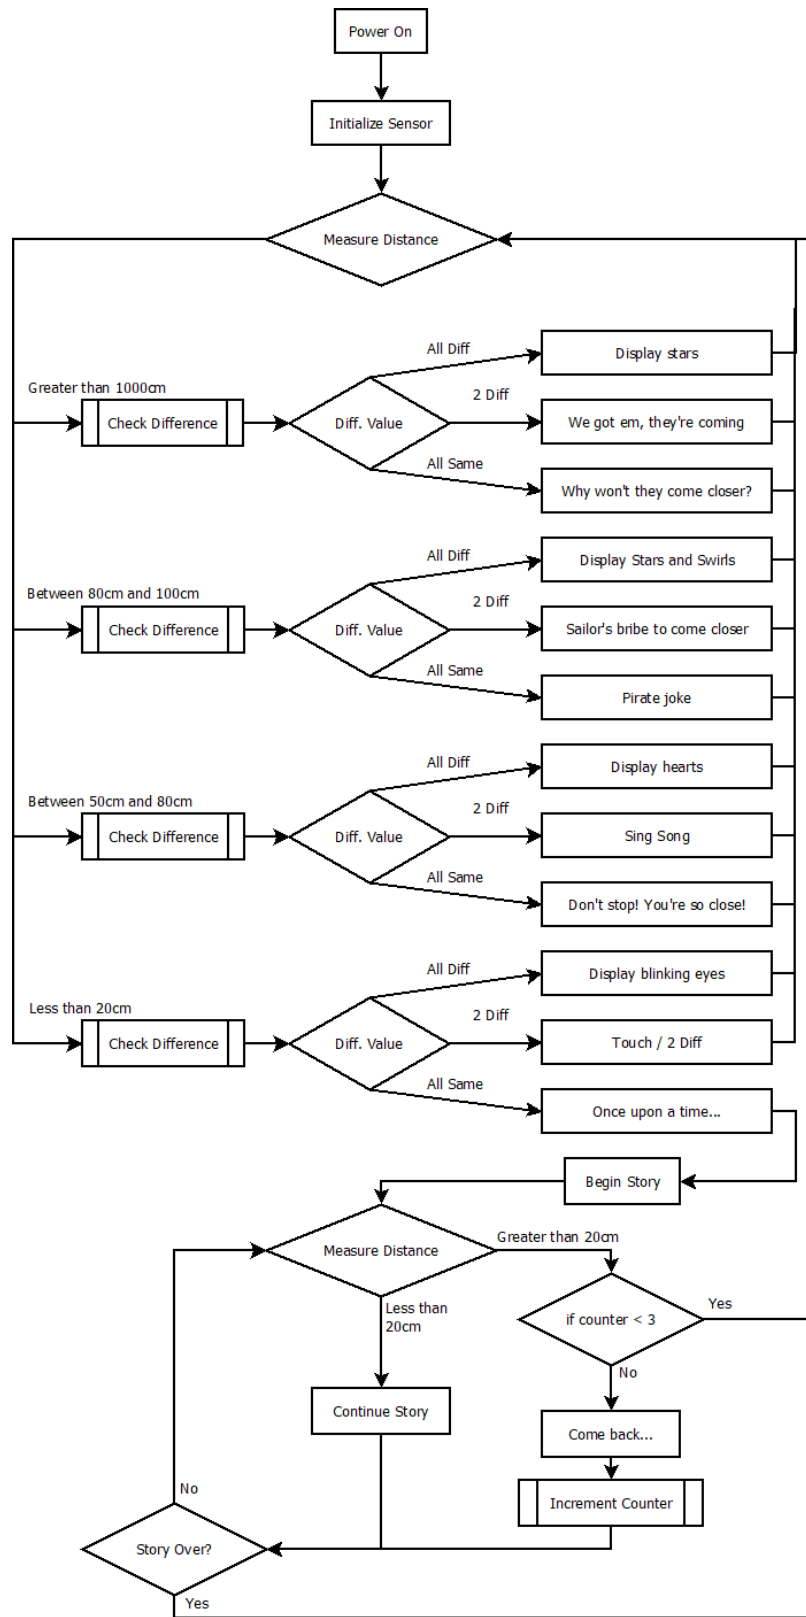 Power On
Initialize Sensor
Measure Distance
All Diff
Display stars
Greater than 1000cm
2 Diff
Check Difference
Diff. Value
We got em, they're coming
All Same
Why won't they come closer?
All Diff
Display Stars and Swirls
Between 80cm and 100cm
2 Diff
Check Difference
Diff. Value
Sailor's bribe to come closer
All Same
Pirate joke
All Diff
Display hearts
Between 50cm and 80cm
2 Diff
Check Difference
Diff. Value
Sing Song
All Same
Don't stop! You're so close!
All Diff
Display blinking eyes
Less than 20cm
2 Diff
Check Difference
Diff. Value
Touch / 2 Diff
All Same
Once upon a time...
Begin Story
Measure Distance
Greater than 20cm
Less than
20cm
if counter < 3
Yes
No
Continue Story
Come back...
Increment Counter
No
Story Over?
Yes